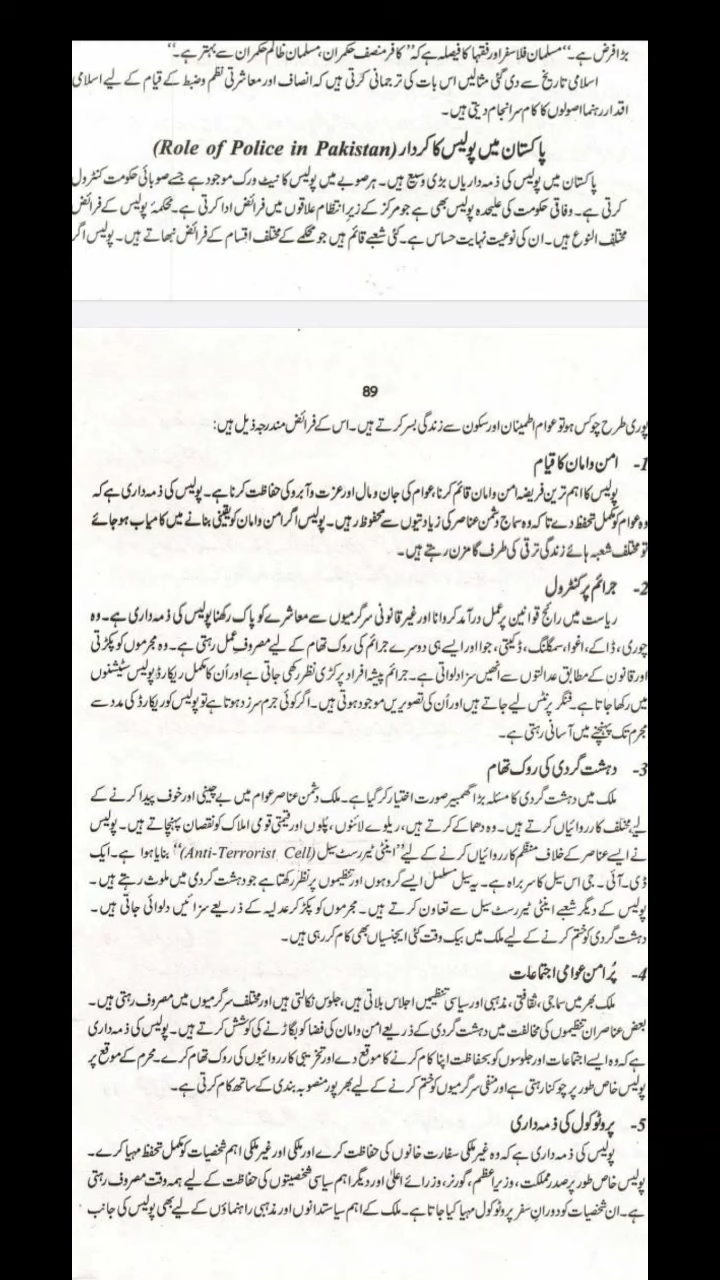 بڑا فرض ہے۔“ مسلمان فلاسفر اور فقہا کا فیصلہ ہے کہ ”کافر منصف حکمران، مسلمان ظالم حکمران سے بہتر ہے۔“
اسلامی تاریخ سے دی گئی مثالیں اس بات کی ترجمانی کرتی ہیں کہ انصاف اور معاشرتی نظم و ضبط کے قیام کے لیے اسلامی
اقدار رہنما اصولوں کا کام سرانجام دیتی ہیں۔
پاکستان میں پولیس کا کردار (Role of Police in Pakistan)
پاکستان میں پولیس کی ذمہ داریاں بڑی وسیع ہیں۔ ہر صوبے میں پولیس کا نیٹ ورک موجود ہے جسے صوبائی حکومت کنٹرول
کرتی ہے۔ وفاقی حکومت کی علیحدہ پولیس بھی ہے جو مرکز کے زیر انتظام علاقوں میں فرائض ادا کرتی ہے۔ محکمۂ پولیس کے فرائض
مختلف النوع ہیں۔ ان کی نوعیت نہایت حساس ہے۔ کئی شعبے قائم ہیں جو محکمے کے مختلف اقسام کے فرائض نبھاتے ہیں۔ پولیس اگر
89
پوری طرح چوکس ہو تو عوام اطمینان اور سکون سے زندگی بسر کرتے ہیں۔ اس کے فرائض مندرجہ ذیل ہیں:
1- امن و امان کا قیام
پولیس کا اہم ترین فریضہ امن و امان قائم کرنا، عوام کی جان و مال اور عزت و آبرو کی حفاظت کرنا ہے۔ پولیس کی ذمہ داری ہے کہ
وہ عوام کو مکمل تحفظ دے تاکہ وہ سماج دشمن عناصر کی زیادتیوں سے محفوظ رہیں۔ پولیس اگر امن و امان کو یقینی بنانے میں کامیاب ہو جائے
تو مختلف شعبہ ہائے زندگی ترقی کی طرف گامزن رہتے ہیں۔
2- جرائم پر کنٹرول
ریاست میں رائج قوانین پر عمل درآمد کروانا اور غیر قانونی سرگرمیوں سے معاشرے کو پاک رکھنا پولیس کی ذمہ داری ہے۔ وہ
چوری، ڈاکے، اغوا، سمگلنگ، ڈکیتی، جوا اور ایسے ہی دوسرے جرائم کی روک تھام کے لیے مصروف عمل رہتی ہے۔ وہ مجرموں کو پکڑتی
اور قانون کے مطابق عدالتوں سے انھیں سزا دلواتی ہے۔ جرائم پیشہ افراد پر کڑی نظر رکھی جاتی ہے اور اُن کا مکمل ریکارڈ پولیس سٹیشنوں
میں رکھا جاتا ہے۔ فنگر پرنٹس لیے جاتے ہیں اور اُن کی تصویریں موجود ہوتی ہیں۔ اگر کوئی جرم سرزد ہوتا ہے تو پولیس کو ریکارڈ کی مدد سے
مجرم تک پہنچنے میں آسانی رہتی ہے۔
3- دہشت گردی کی روک تھام
ملک میں دہشت گردی کا مسئلہ بڑا گھمبیر صورت اختیار کر گیا ہے۔ ملک دشمن عناصر عوام میں بے چینی اور خوف پیدا کرنے کے
لیے مختلف کارروائیاں کرتے ہیں۔ وہ دھماکے کرتے ہیں، ریلوے لائنوں، پلوں اور قیمتی قومی املاک کو نقصان پہنچاتے ہیں۔ پولیس
نے ایسے عناصر کے خلاف منظم کارروائیاں کرنے کے لیے ”اینٹی ٹیررسٹ سیل (Anti-Terrorist Cell)“ بنایا ہوا ہے۔ ایک
ڈی۔ آئی۔ جی اس سیل کا سربراہ ہے۔ یہ سیل مسلسل ایسے گروہوں اور تنظیموں پر نظر رکھتا ہے جو دہشت گردی میں ملوث رہتے ہیں۔
پولیس کے دیگر شعبے اینٹی ٹیررسٹ سیل سے تعاون کرتے ہیں۔ مجرموں کو پکڑ کر عدلیہ کے ذریعے سزائیں دلوائی جاتی ہیں۔
دہشت گردی کو ختم کرنے کے لیے ملک میں بیک وقت کئی ایجنسیاں بھی کام کر رہی ہیں۔
4- پُر امن عوامی اجتماعات
ملک بھر میں سماجی، ثقافتی، مذہبی اور سیاسی تنظیمیں اجلاس بلاتی ہیں، جلوس نکالتی ہیں اور مختلف سرگرمیوں میں مصروف رہتی ہیں۔
بعض عناصر ان تنظیموں کی مخالفت میں دہشت گردی کے ذریعے امن و امان کی فضا کو بگاڑنے کی کوشش کرتے ہیں۔ پولیس کی ذمہ داری
ہے کہ وہ ایسے اجتماعات اور جلوسوں کو بحفاظت اپنا کام کرنے کا موقع دے اور تخریبی کارروائیوں کی روک تھام کرے۔ محرم کے موقع پر
پولیس خاص طور پر چوکنا رہتی ہے اور منفی سرگرمیوں کو ختم کرنے کے لیے بھرپور منصوبہ بندی کے ساتھ کام کرتی ہے۔
5- پروٹوکول کی ذمہ داری
پولیس کی ذمہ داری ہے کہ وہ غیر ملکی سفارت خانوں کی حفاظت کرے اور ملکی اور غیر ملکی اہم شخصیات کو مکمل تحفظ مہیا کرے۔
پولیس خاص طور پر صدر مملکت، وزیراعظم، گورنر، وزرائے اعلیٰ اور دیگر اہم سیاسی شخصیتوں کی حفاظت کے لیے ہمہ وقت مصروف رہتی
ہے۔ ان شخصیات کو دوران سفر پروٹوکول مہیا کیا جاتا ہے۔ ملک کے اہم سیاستدانوں اور مذہبی راہنماؤں کے لیے بھی پولیس کی جانب